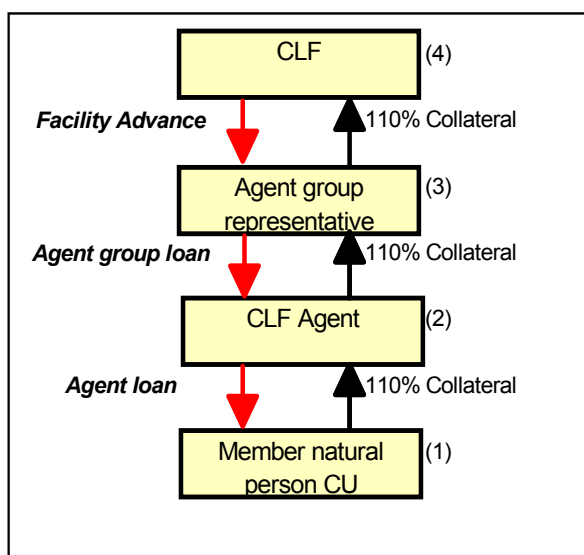 CLF
(4)
Facility Advance
110% Collateral
Agent group
representative
(3)
Agent group loan
110% Collateral
CLF Agent
(2)
Agent loan
110% Collateral
Member natural
person CU
(1)